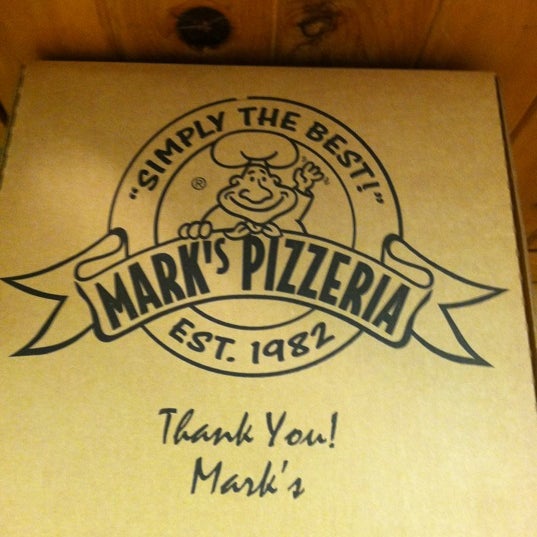 "SIMPLY THE BEST!"
®
MARK'S PIZZERIA
EST. 1982
Thank You!
Mark's